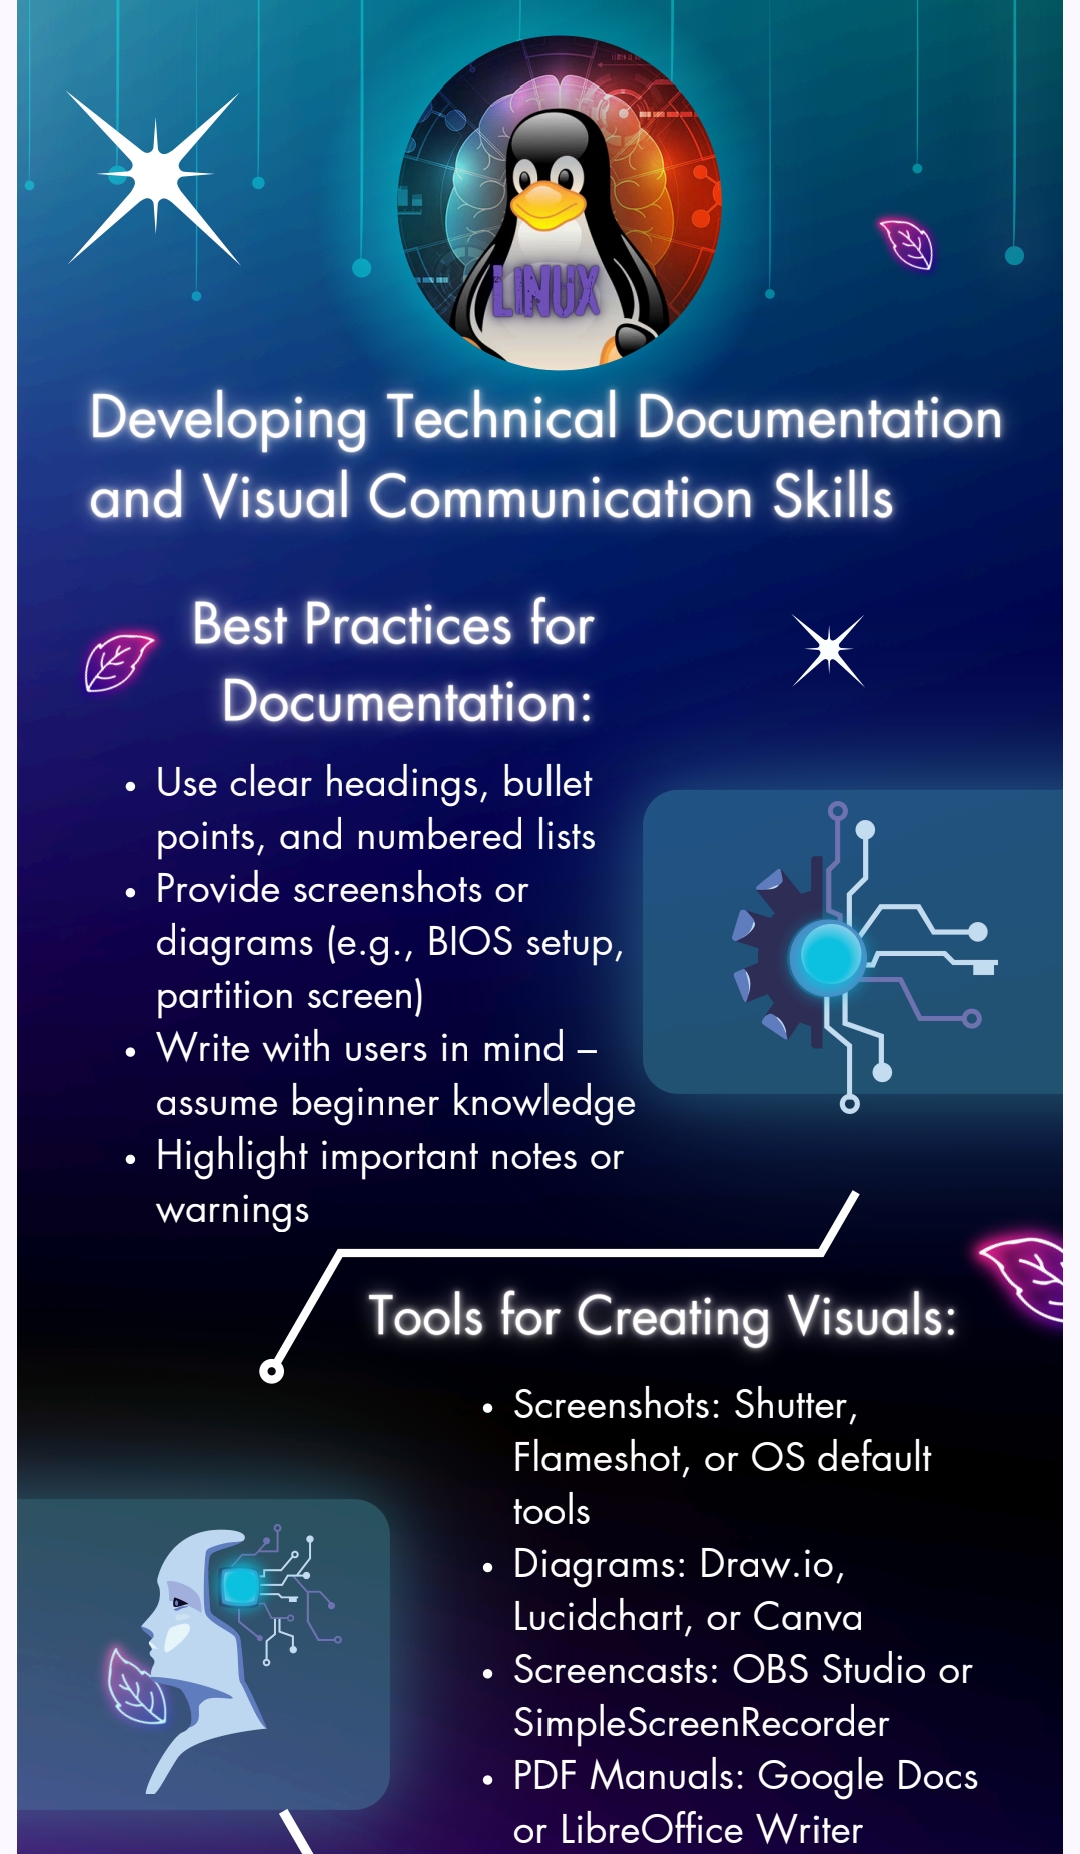 LINUX
Developing Technical Documentation
and Visual Communication Skills
Best Practices for
Documentation:
• Use clear headings, bullet
points, and numbered lists
• Provide screenshots or
diagrams (e.g., BIOS setup,
partition screen)
• Write with users in mind –
assume beginner knowledge
• Highlight important notes or
warnings
Tools for Creating Visuals:
• Screenshots: Shutter,
Flameshot, or OS default
tools
• Diagrams: Draw.io,
Lucidchart, or Canva
• Screencasts: OBS Studio or
SimpleScreenRecorder
• PDF Manuals: Google Docs
or LibreOffice Writer